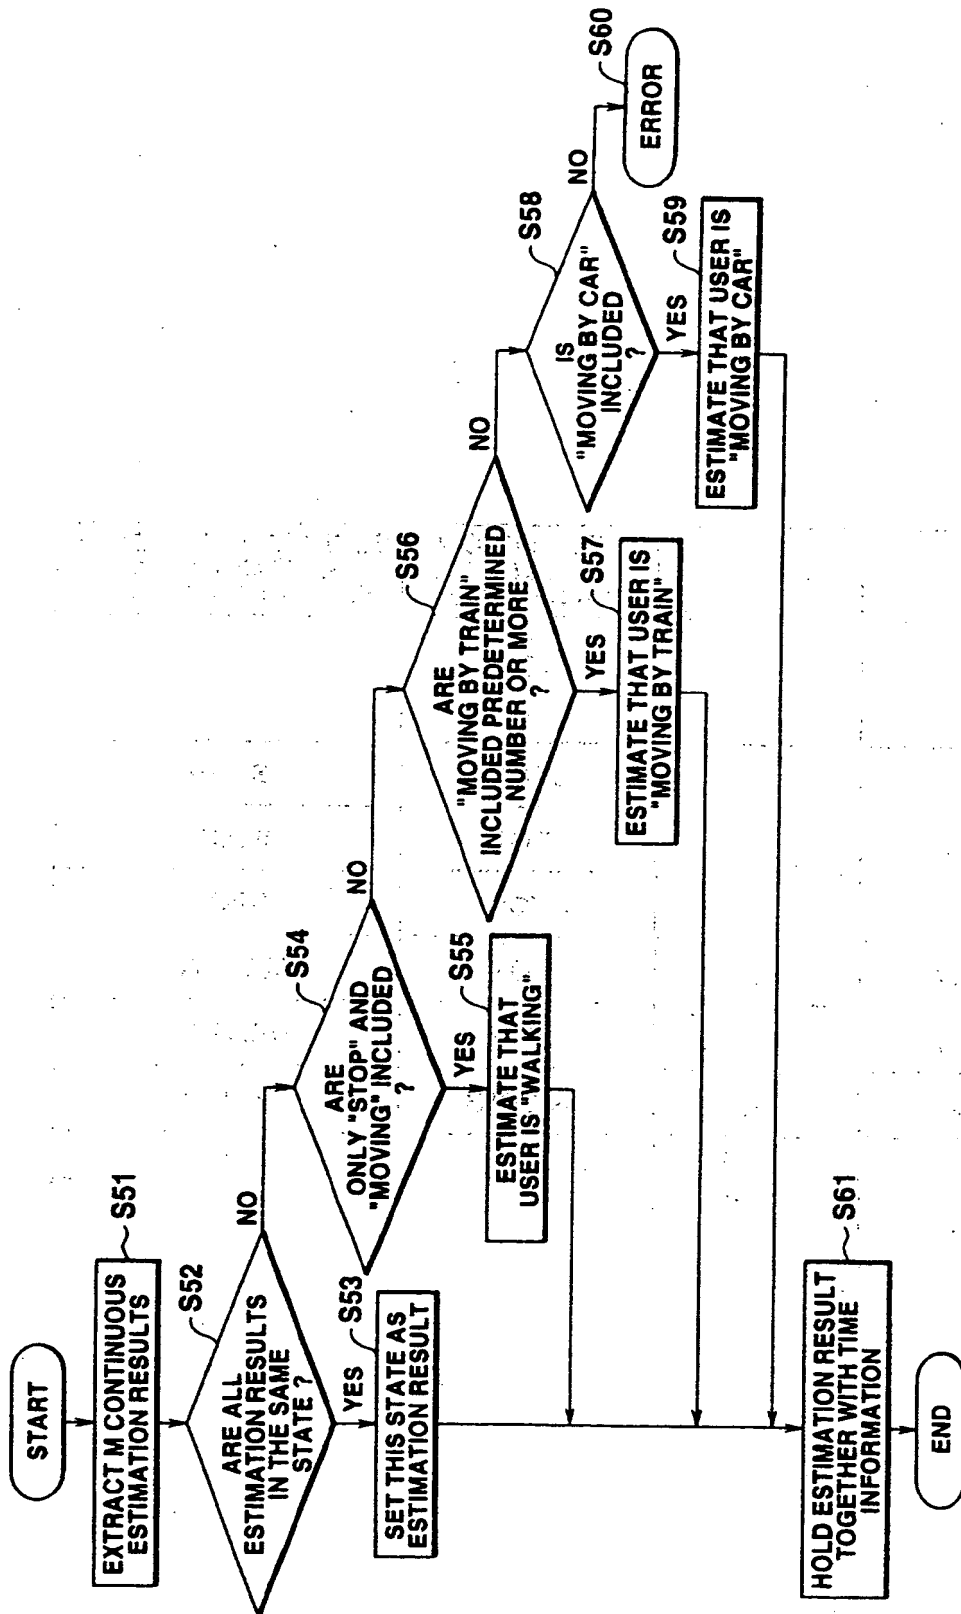 START
EXTRACT M CONTINUOUS
ESTIMATION RESULTS
S51
ARE ALL
ESTIMATION RESULTS
IN THE SAME
STATE ?
S52
NO
YES
SET THIS STATE AS
ESTIMATION RESULT
S53
ARE
ONLY "STOP" AND
"MOVING" INCLUDED
?
S54
NO
YES
ESTIMATE THAT
USER IS "WALKING"
S55
ARE
"MOVING BY TRAIN"
INCLUDED PREDETERMINED
NUMBER OR MORE
?
S56
NO
YES
ESTIMATE THAT USER IS
"MOVING BY TRAIN"
S57
IS
"MOVING BY CAR"
INCLUDED
?
S58
NO
YES
ESTIMATE THAT USER IS
"MOVING BY CAR"
S59
ERROR
S60
HOLD ESTIMATION RESULT
TOGETHER WITH TIME
INFORMATION
S61
END